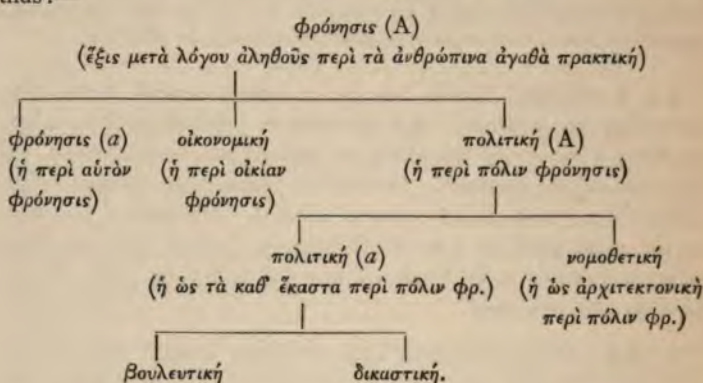 φρόνησις (A)
(ἕξις μετὰ λόγου ἀληθοῦς περὶ τὰ ἀνθρώπινα ἀγαθὰ πρακτική)
φρόνησις (a) οἰκονομική πολιτική (A)
(ἡ περὶ αὑτὸν (ἡ περὶ οἰκίαν (ἡ περὶ πόλιν φρόνησις)
φρόνησις) φρόνησις)
πολιτική (a) νομοθετική
(ἡ ὡς τὰ καθ' ἕκαστα περὶ πόλιν φρ.) (ἡ ὡς ἀρχιτεκτονικὴ
περὶ πόλιν φρ.)
βουλευτική δικαστική.